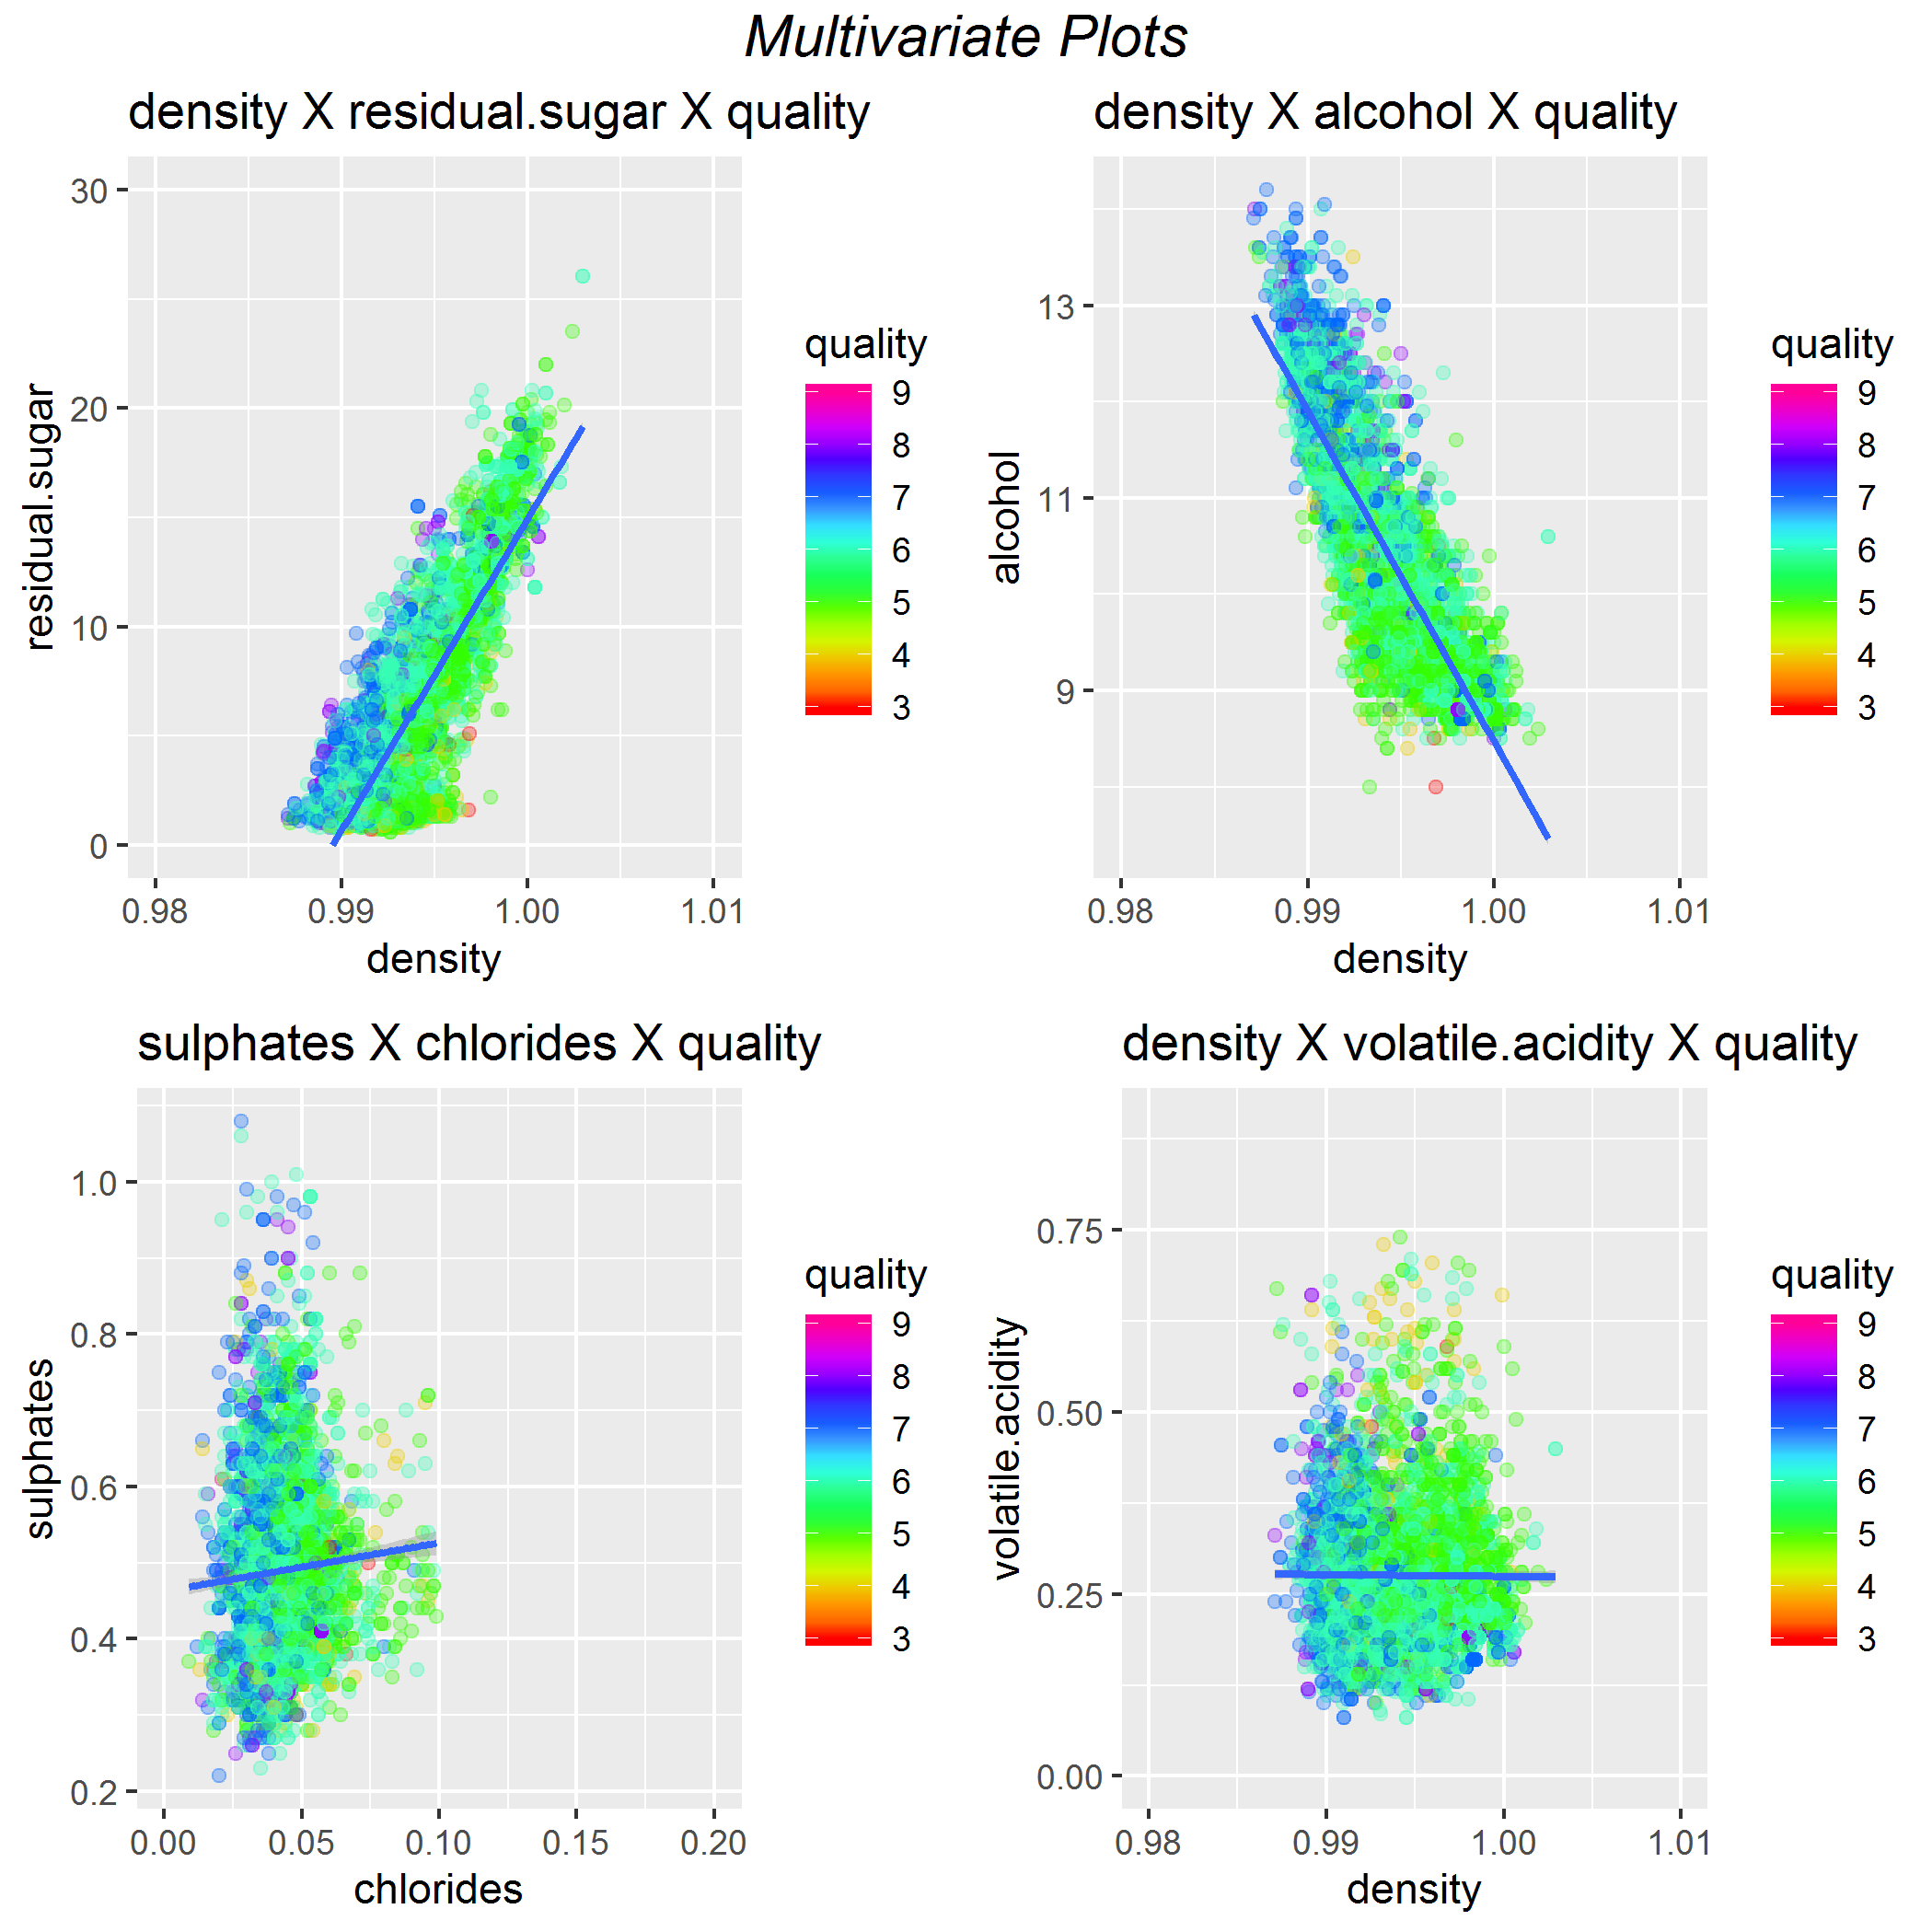 Multivariate Plots
density X residual.sugar X quality
30
20
10
0
residual.sugar
0.98 0.99 1.00 1.01
density
quality
9
8
7
6
5
4
3
density X alcohol X quality
13
11
9
alcohol
0.98 0.99 1.00 1.01
density
quality
9
8
7
6
5
4
3
sulphates X chlorides X quality
1.0
0.8
0.6
0.4
0.2
sulphates
0.00 0.05 0.10 0.15 0.20
chlorides
quality
9
8
7
6
5
4
3
density X volatile.acidity X quality
0.75
0.50
0.25
0.00
volatile.acidity
0.98 0.99 1.00 1.01
density
quality
9
8
7
6
5
4
3